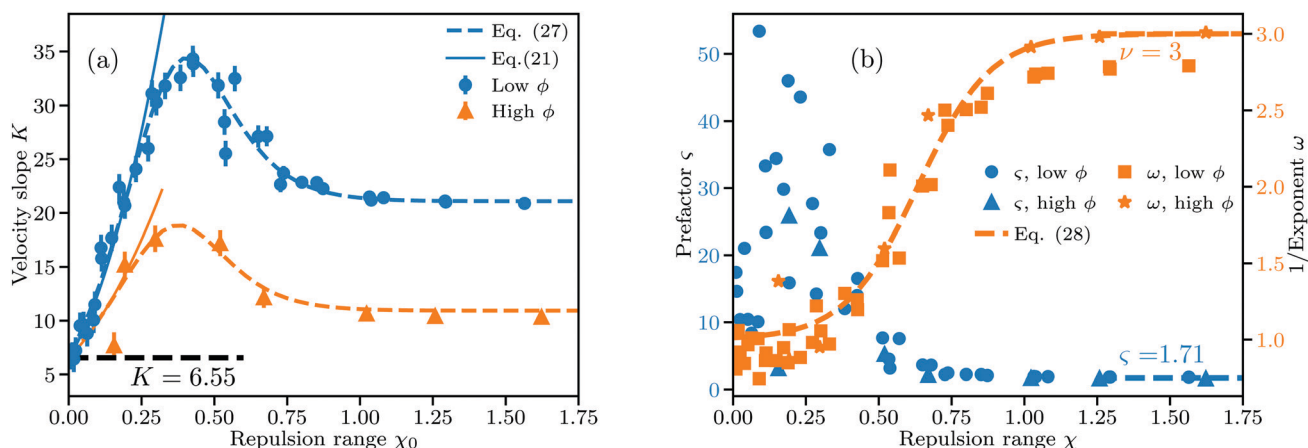 (a)
Eq. (27)
Eq.(21)
Low ϕ
High ϕ
K = 6.55
Velocity slope K
35
30
25
20
15
10
5
0.00 0.25 0.50 0.75 1.00 1.25 1.50 1.75
Repulsion range χ₀
(b)
ν = 3
ς, low ϕ
ω, low ϕ
ς, high ϕ
ω, high ϕ
Eq. (28)
ς =1.71
Prefactor ς
50
40
30
20
10
0
1/Exponent ω
3.0
2.5
2.0
1.5
1.0
0.00 0.25 0.50 0.75 1.00 1.25 1.50 1.75
Repulsion range χ